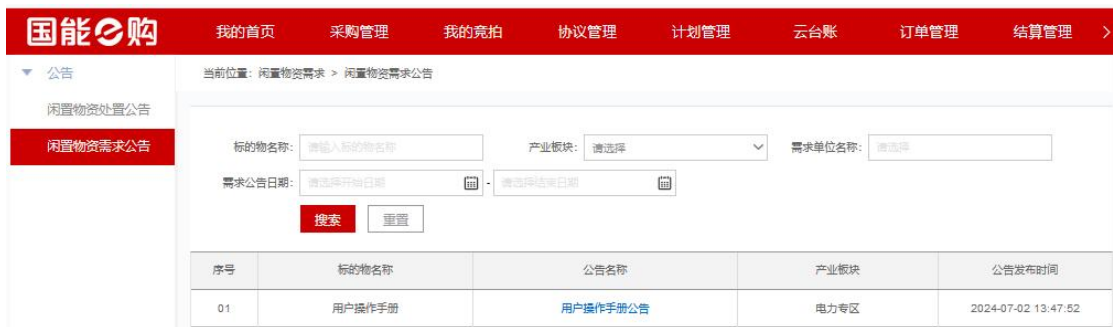 国能e购 我的首页 采购管理 我的竞拍 协议管理 计划管理 云台账 订单管理 结算管理 >
公告 当前位置：闲置物资需求 > 闲置物资需求公告
闲置物资处置公告
闲置物资需求公告
标的物名称： 请输入标的物名称 产业板块： 请选择 需求单位名称： 请选择
需求公告日期： 请选择开始日期 - 请选择结束日期
搜索 重置
序号 标的物名称 公告名称 产业板块 公告发布时间
01 用户操作手册 用户操作手册公告 电力专区 2024-07-02 13:47:52